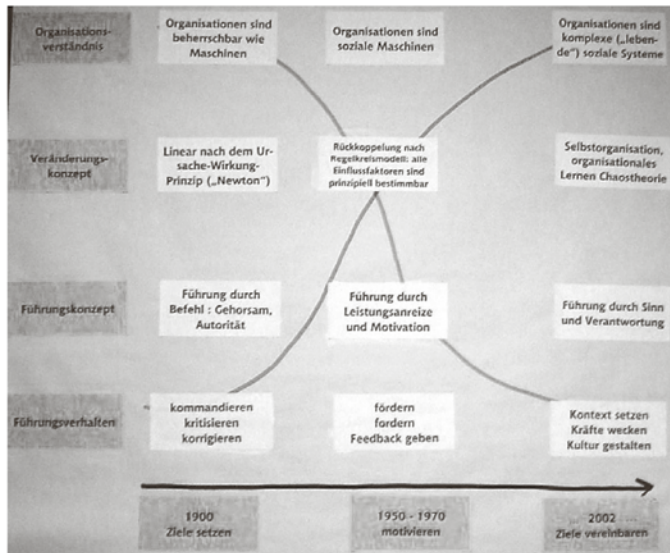 Organisations-
verständnis
Organisationen sind
beherrschbar wie
Maschinen
Organisationen sind
soziale Maschinen
Organisationen sind
komplexe („leben-
de“) soziale Systeme
Veränderungs-
konzept
Linear nach dem Ur-
sache-Wirkung-
Prinzip („Newton“)
Rückkoppelung nach
Regelkreismodell: alle
Einflussfaktoren sind
prinzipiell bestimmbar
Selbstorganisation,
organisationales
Lernen Chaostheorie
Führungskonzept
Führung durch
Befehl : Gehorsam,
Autorität
Führung durch
Leistungsanreize
und Motivation
Führung durch Sinn
und Verantwortung
Führungsverhalten
kommandieren
kritisieren
korrigieren
fördern
fordern
Feedback geben
Kontext setzen
Kräfte wecken
Kultur gestalten
1900
Ziele setzen
1950 - 1970
motivieren
2002
Ziele vereinbaren